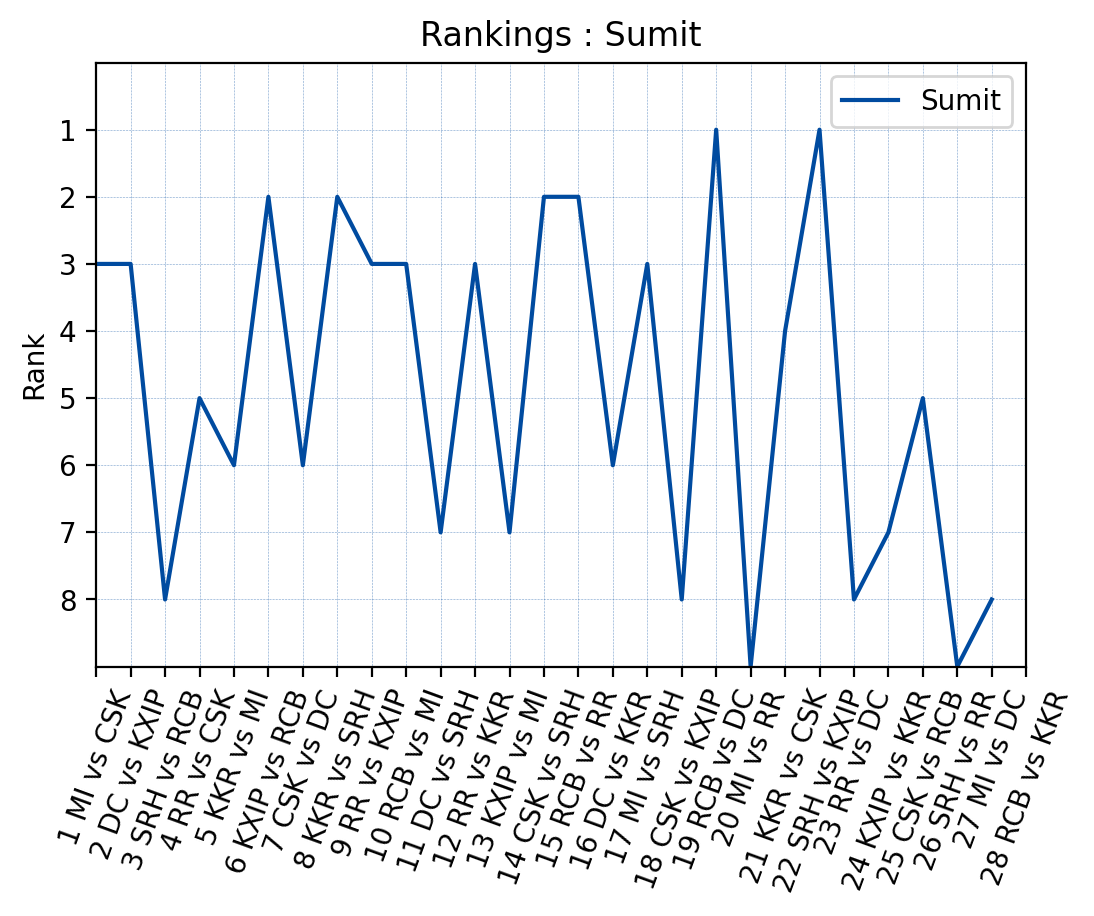 Rankings : Sumit
Sumit
Rank
1
2
3
4
5
6
7
8
1 MI vs CSK
2 DC vs KXIP
3 SRH vs RCB
4 RR vs CSK
5 KKR vs MI
6 KXIP vs RCB
7 CSK vs DC
8 KKR vs SRH
9 RR vs KXIP
10 RCB vs MI
11 DC vs SRH
12 RR vs KKR
13 KXIP vs MI
14 CSK vs SRH
15 RCB vs RR
16 DC vs KKR
17 MI vs SRH
18 CSK vs KXIP
19 RCB vs DC
20 MI vs RR
21 KKR vs CSK
22 SRH vs KXIP
23 RR vs DC
24 KXIP vs KKR
25 CSK vs RCB
26 SRH vs RR
27 MI vs DC
28 RCB vs KKR